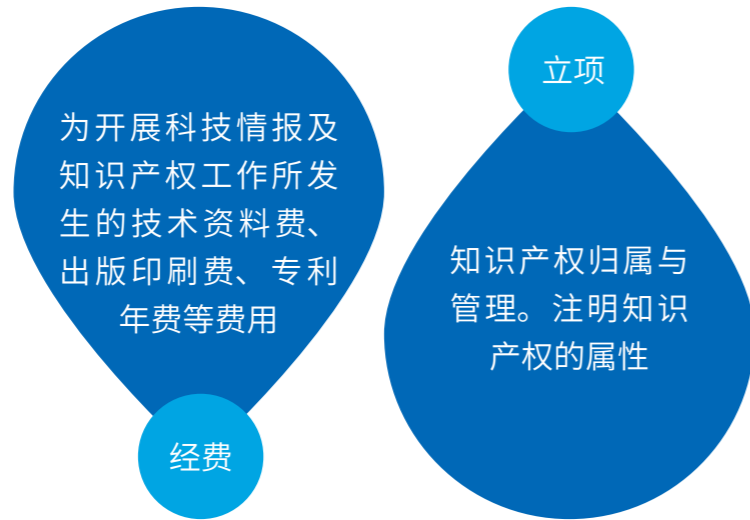 为开展科技情报及
知识产权工作所发
生的技术资料费、
出版印刷费、专利
年费等费用
经费
立项
知识产权归属与
管理。注明知识
产权的属性